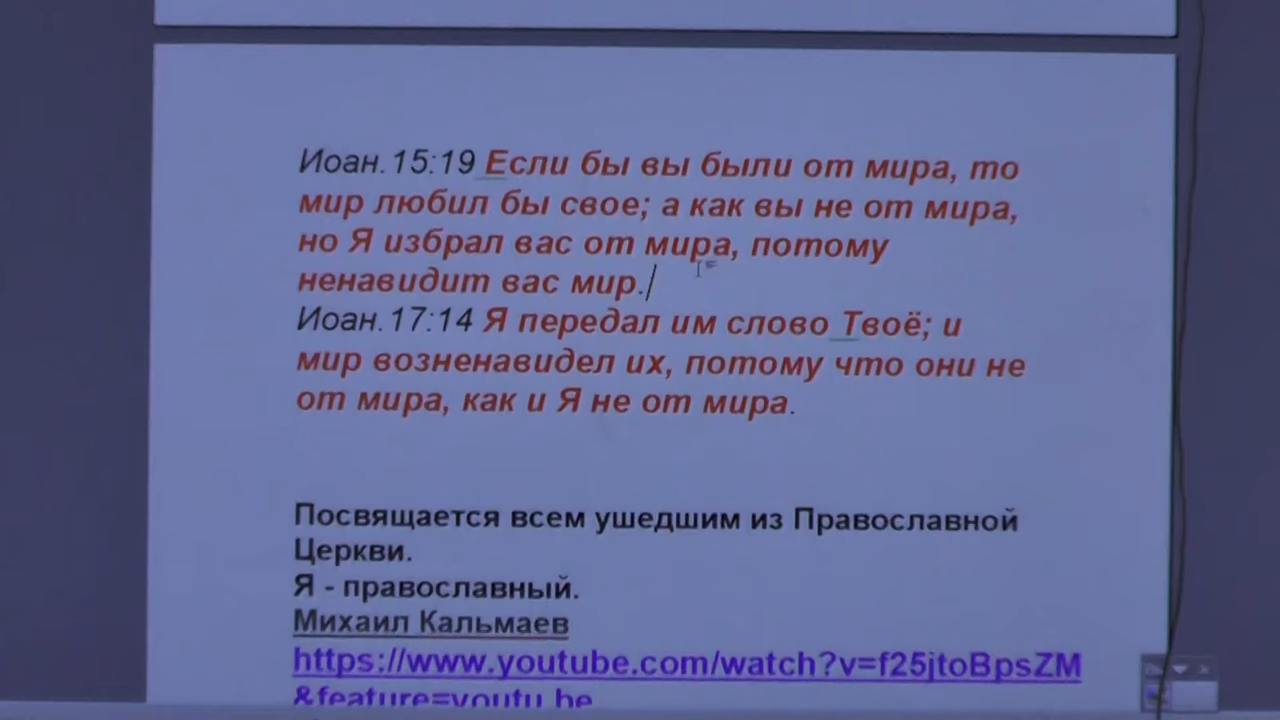 Иоан.15:19 Если бы вы были от мира, то
мир любил бы свое; а как вы не от мира,
но Я избрал вас от мира, потому
ненавидит вас мир.
Иоан.17:14 Я передал им слово Твоё; и
мир возненавидел их, потому что они не
от мира, как и Я не от мира.
Посвящается всем ушедшим из Православной
Церкви.
Я - православный.
Михаил Кальмаев
https://www.youtube.com/watch?v=f25jtoBpsZM
&feature=youtu.be